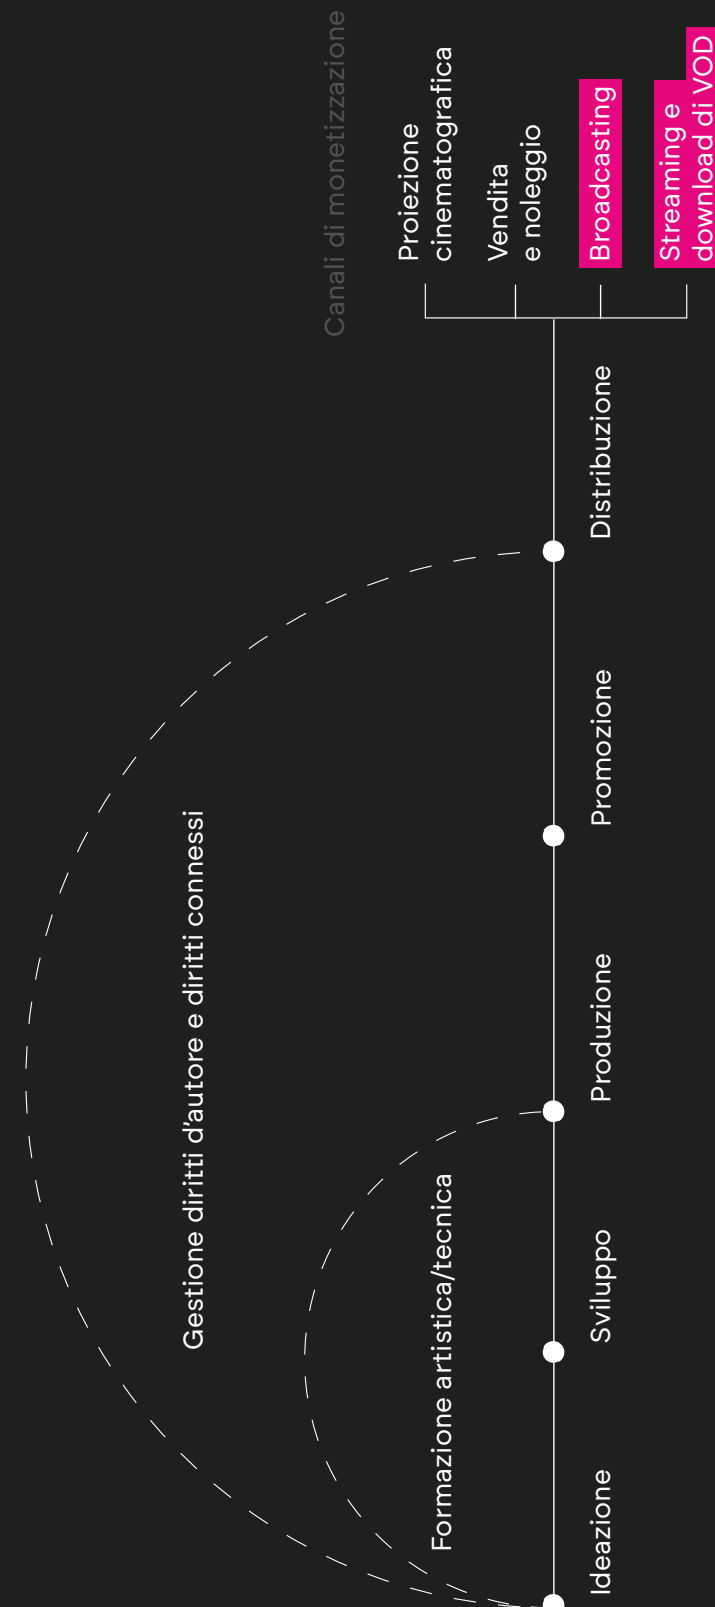 Canali di monetizzazione
Proiezione
cinematografica
Vendita
e noleggio
Broadcasting
Streaming e
download di VOD
Gestione diritti d’autore e diritti connessi
Formazione artistica/tecnica
Ideazione
Sviluppo
Produzione
Promozione
Distribuzione